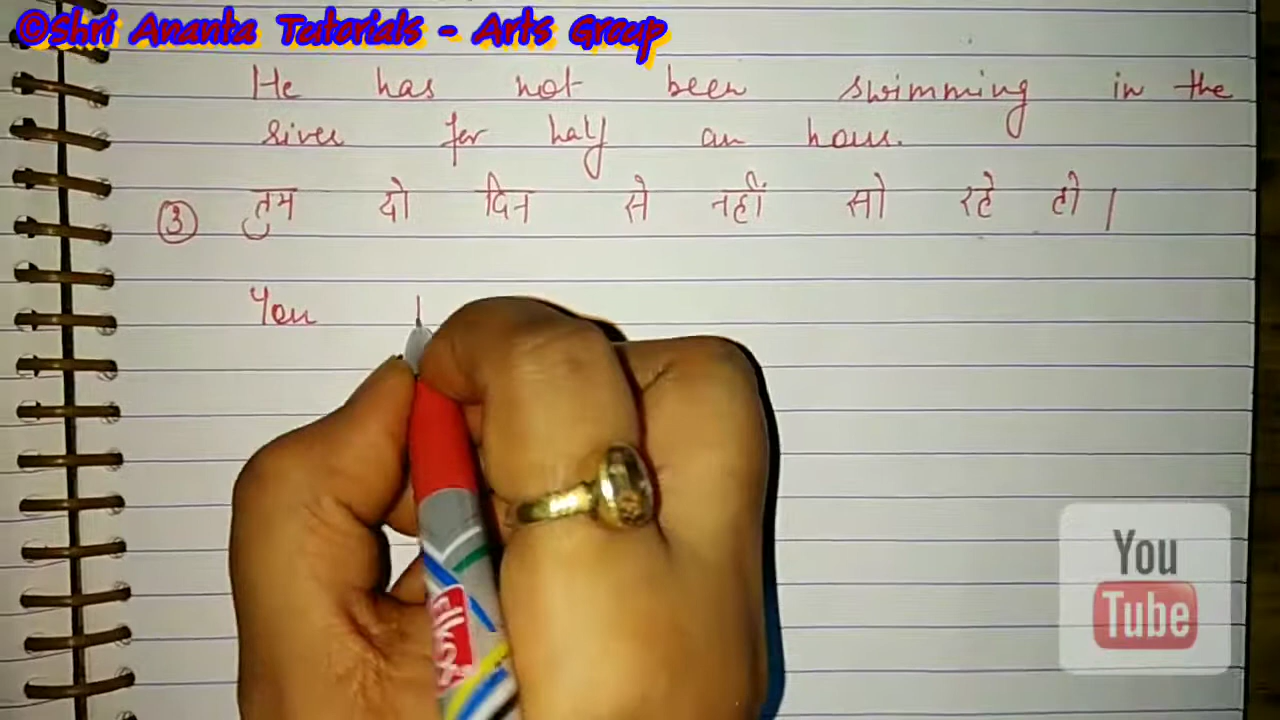 ©Shri Ananta Tutorials - Arts Group
He has not been swimming in the
river for half an hour.
③ तुम दो दिन से नहीं सो रहे हो।
You
elkos
You
Tube